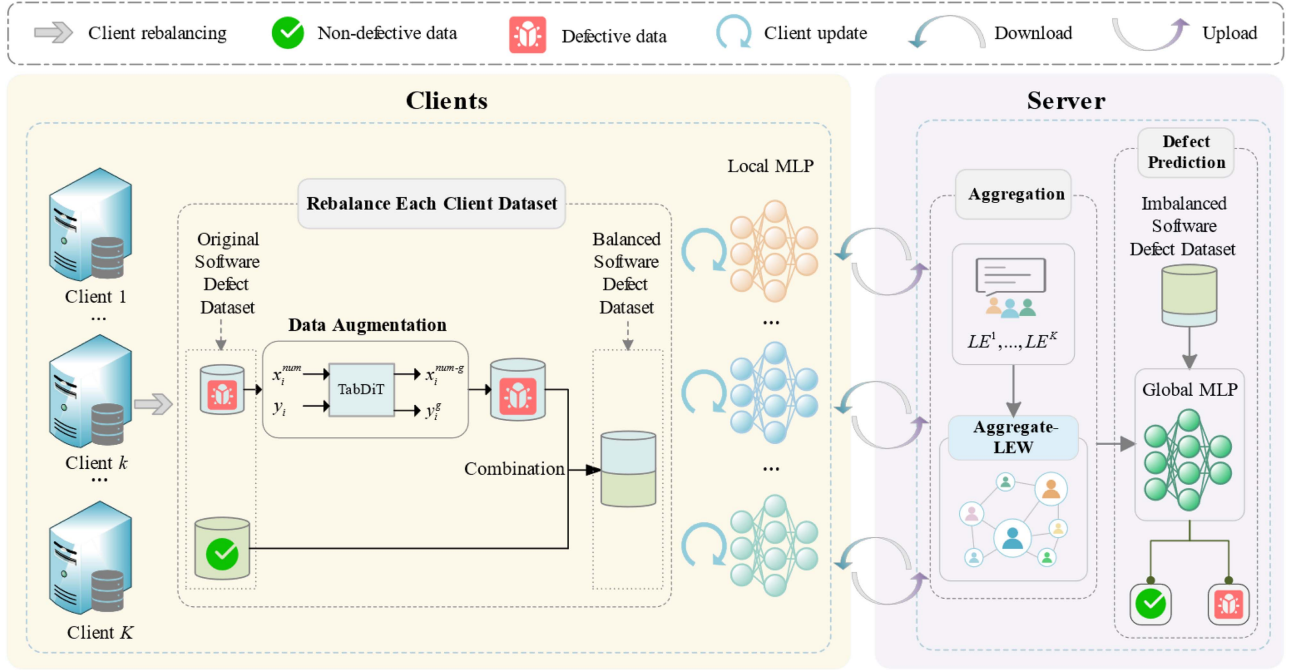 Client rebalancing
Non-defective data
Defective data
Client update
Download
Upload
Clients
Client 1
...
Client k
...
Client K
Rebalance Each Client Dataset
Original
Software
Defect
Dataset
Data Augmentation
x_i^{num}
y_i
TabDiT
x_i^{num-g}
y_i^g
Combination
Balanced
Software
Defect
Dataset
Local MLP
...
...
Server
Aggregation
LE^1,...,LE^K
Aggregate-
LEW
Defect
Prediction
Imbalanced
Software
Defect Dataset
Global MLP